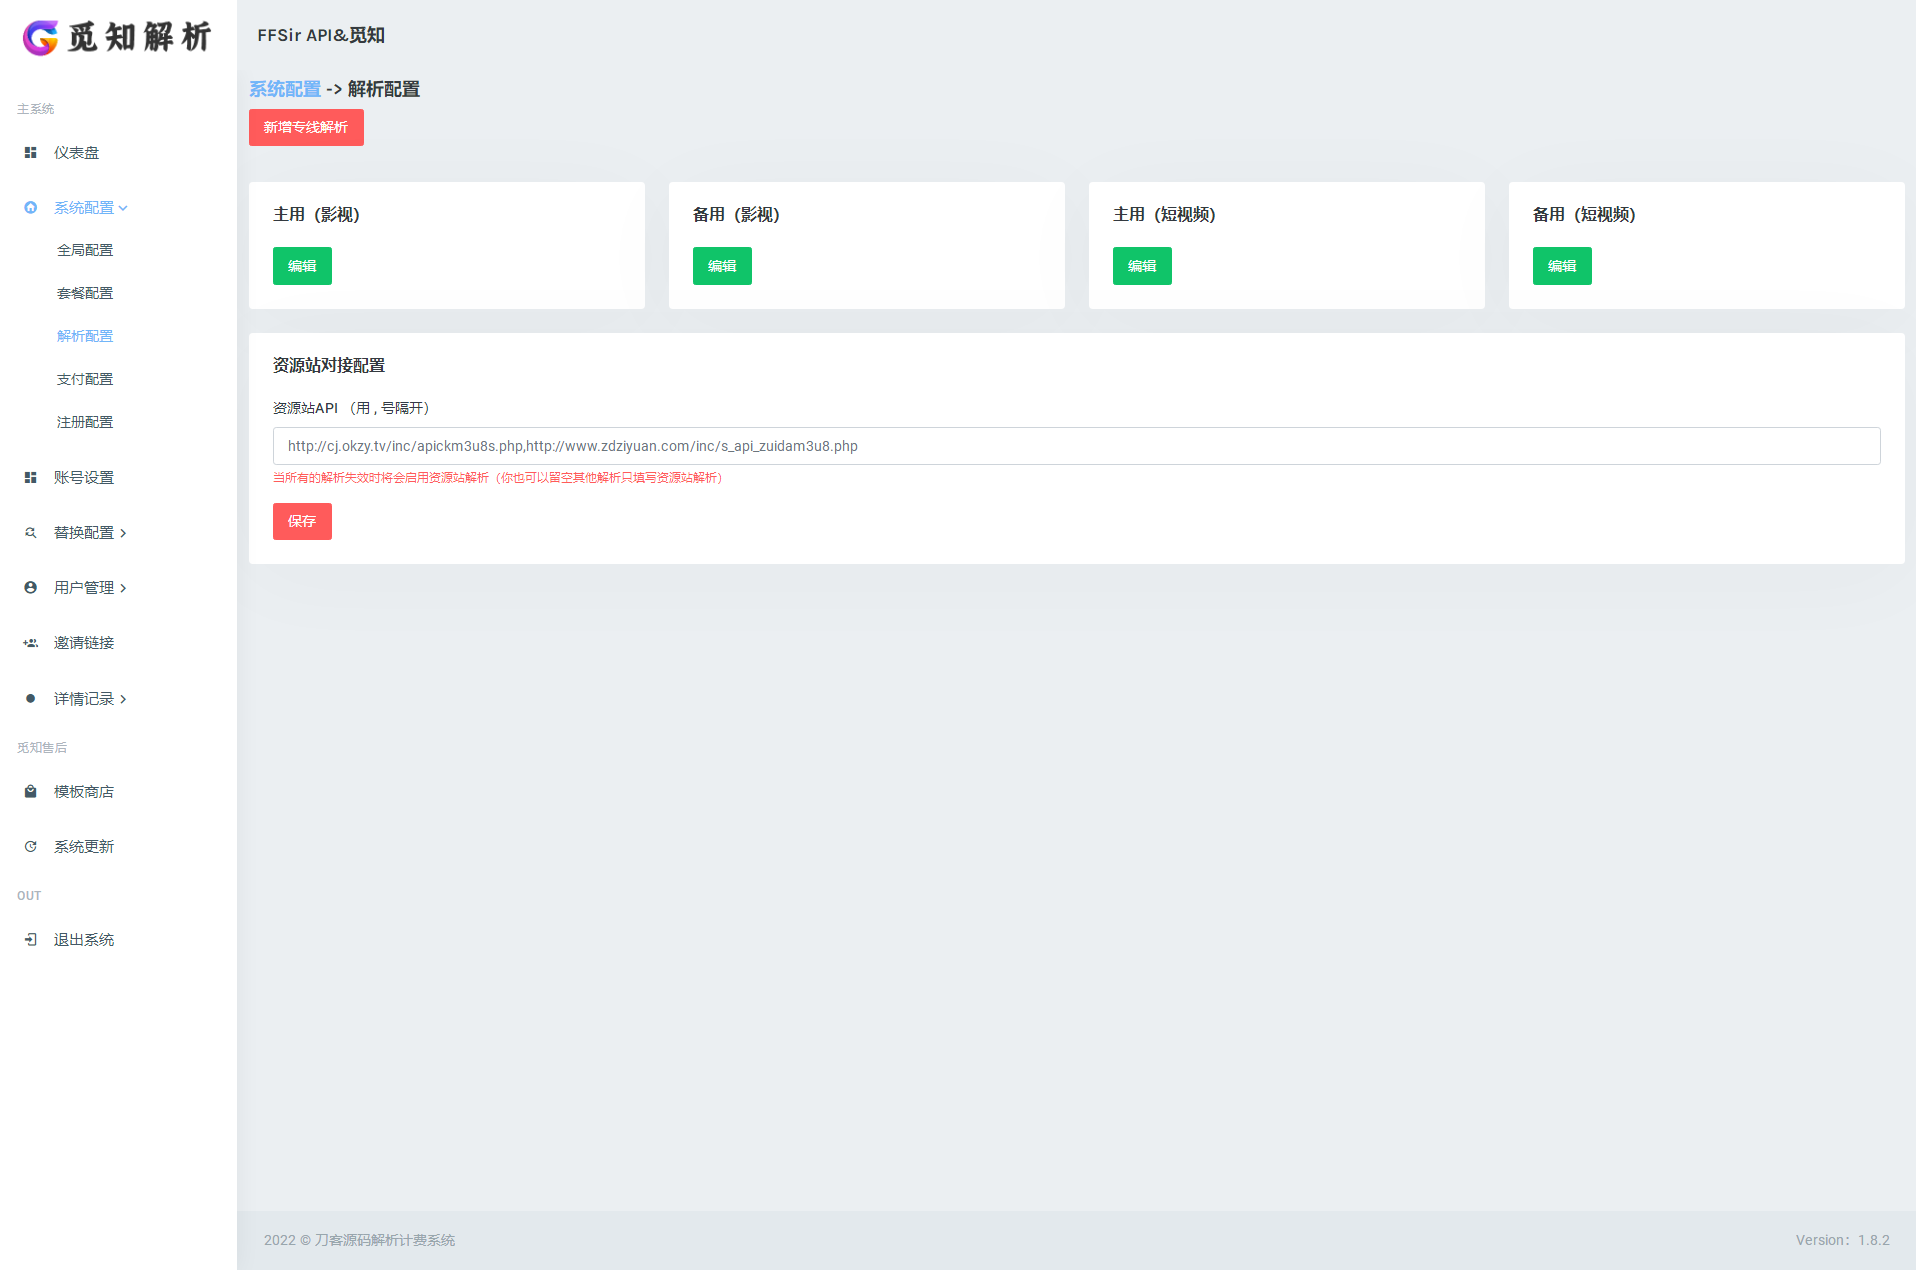 觅知解析
主系统
仪表盘
系统配置
全局配置
套餐配置
解析配置
支付配置
注册配置
账号设置
替换配置
用户管理
邀请链接
详情记录
觅知售后
模板商店
系统更新
OUT
退出系统
FFSir API&觅知
系统配置 -> 解析配置
新增专线解析
主用（影视）
编辑
备用（影视）
编辑
主用（短视频）
编辑
备用（短视频）
编辑
资源站对接配置
资源站API （用 , 号隔开）
http://cj.okzy.tv/inc/apickm3u8s.php,http://www.zdziyuan.com/inc/s_api_zuidam3u8.php
当所有的解析失效时将会启用资源站解析（你也可以留空其他解析只填写资源站解析）
保存
2022 © 刀客源码解析计费系统
Version：1.8.2